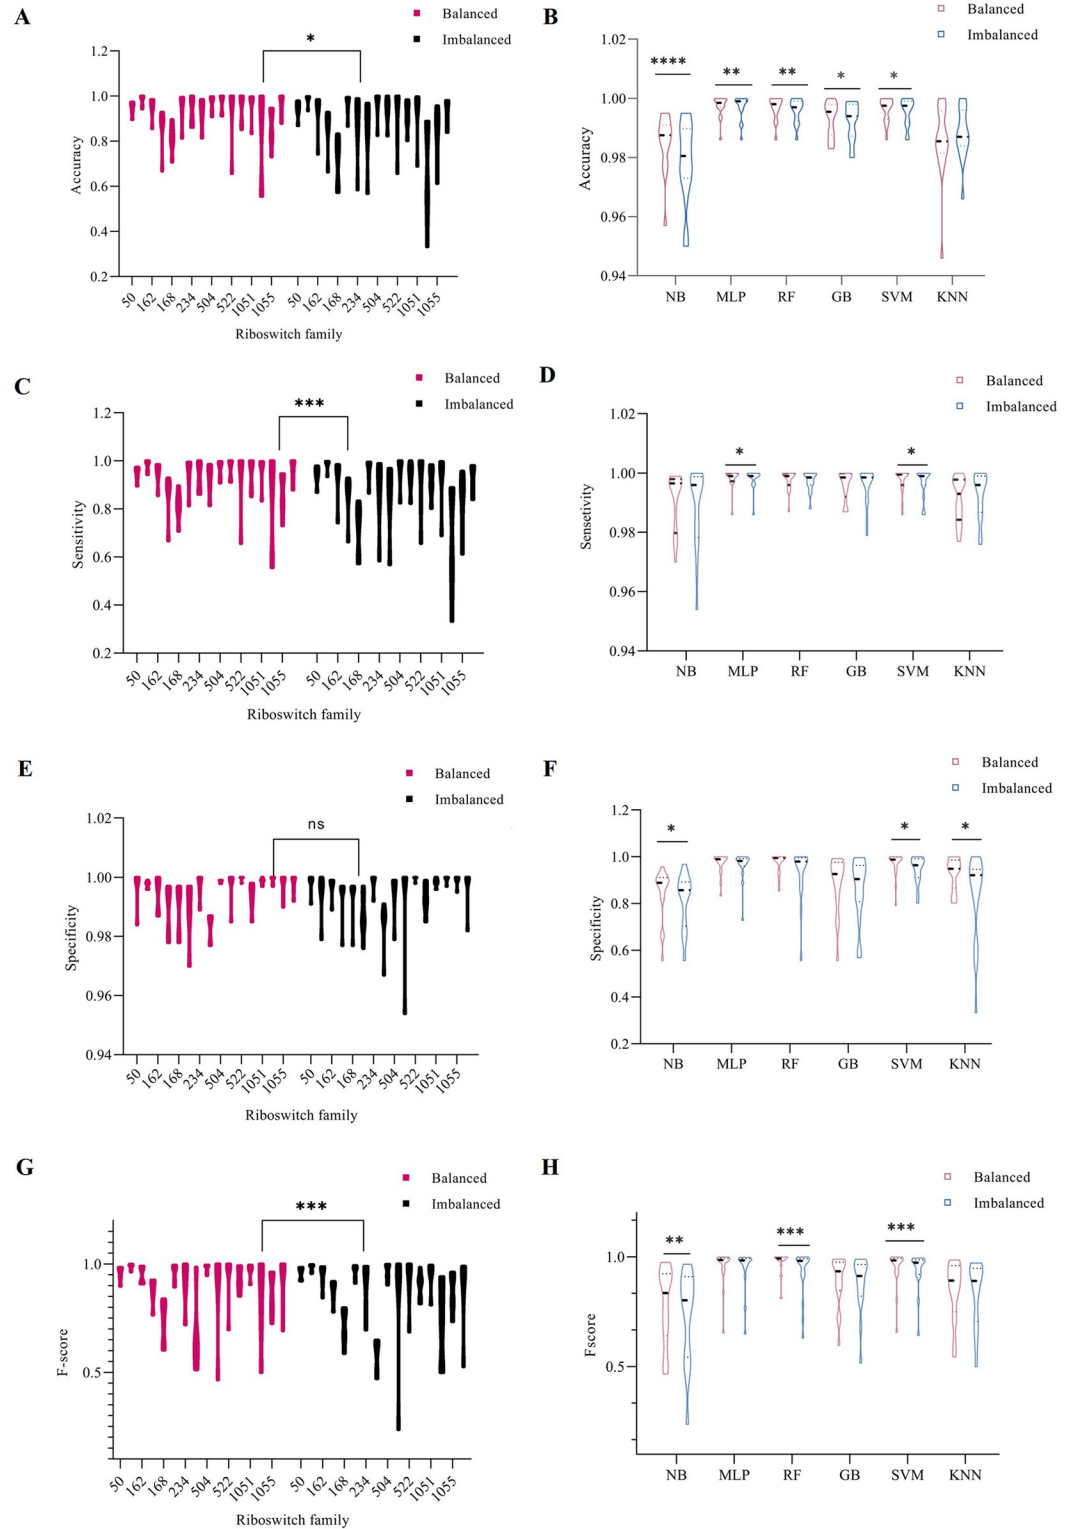 A
Balanced
Imbalanced
*
1.2
1.0
0.8
0.6
0.4
0.2
Accuracy
50 162 168 234 504 522 1051 1055 50 162 168 234 504 522 1051 1055
Riboswitch family
B
Balanced
Imbalanced
**** ** ** * *
1.02
1.00
0.98
0.96
0.94
Accuracy
NB MLP RF GB SVM KNN
C
Balanced
Imbalanced
***
1.2
1.0
0.8
0.6
0.4
0.2
Sensitivity
50 162 168 234 504 522 1051 1055 50 162 168 234 504 522 1051 1055
Riboswitch family
D
Balanced
Imbalanced
* *
1.02
1.00
0.98
0.96
0.94
Sensetivity
NB MLP RF GB SVM KNN
E
Balanced
Imbalanced
ns
1.02
1.00
0.98
0.96
0.94
Specificity
50 162 168 234 504 522 1051 1055 50 162 168 234 504 522 1051 1055
Riboswitch family
F
Balanced
Imbalanced
* * *
1.2
1.0
0.8
0.6
0.4
0.2
Specificity
NB MLP RF GB SVM KNN
G
Balanced
Imbalanced
***
1.0
0.5
F-score
50 162 168 234 504 522 1051 1055 50 162 168 234 504 522 1051 1055
Riboswitch family
H
Balanced
Imbalanced
** *** ***
1.0
0.5
Fscore
NB MLP RF GB SVM KNN